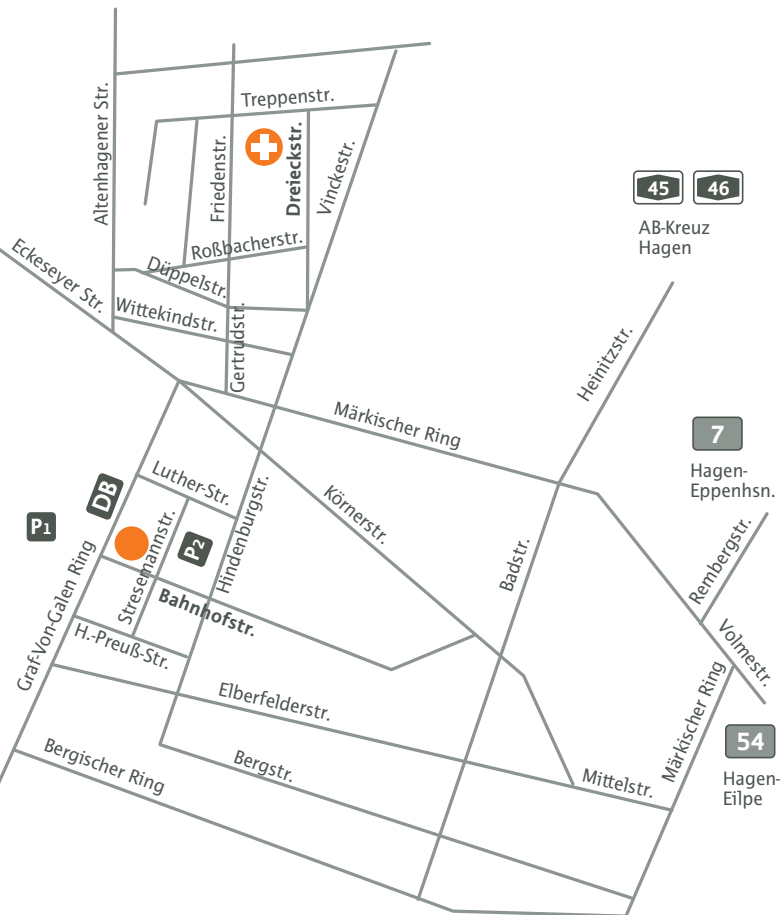 Treppenstr.
Altenhagener Str.
Friedenstr.
Dreieckstr.
Vinckestr.
45 46
AB-Kreuz
Hagen
Roßbacherstr.
Eckeseyer Str.
Düppelstr.
Wittekindstr.
Gertrudstr.
Heinitzstr.
Märkischer Ring
7
Hagen-
Eppenhsn.
Luther-Str.
DB
Körnerstr.
P1
Stresemannstr.
P2
Hindenburgstr.
Badstr.
Rembergstr.
Graf-Von-Galen Ring
Bahnhofstr.
H.-Preuß-Str.
Volmestr.
Elberfelderstr.
Märkischer Ring
54
Bergischer Ring
Bergstr.
Mittelstr.
Hagen-
Eilpe